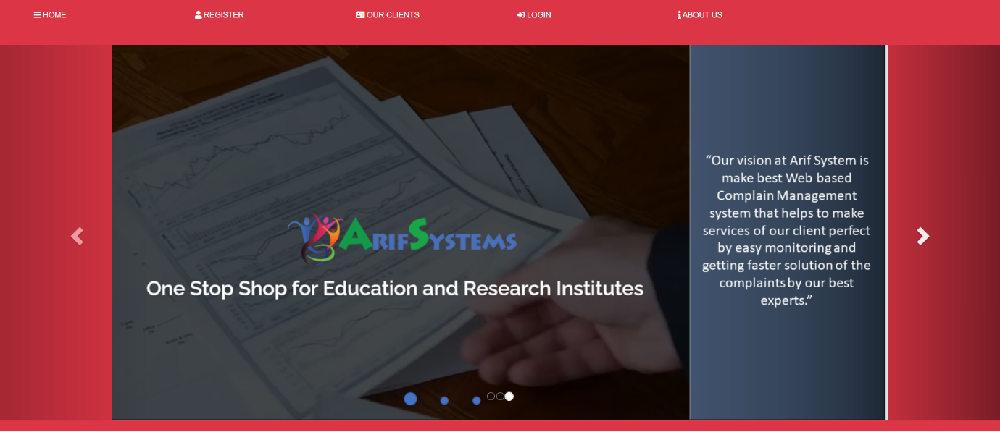 HOME
REGISTER
OUR CLIENTS
LOGIN
ABOUT US
ARIFSYSTEMS
One Stop Shop for Education and Research Institutes
“Our vision at Arif System is
make best Web based
Complain Management
system that helps to make
services of our client perfect
by easy monitoring and
getting faster solution of the
complaints by our best
experts.”